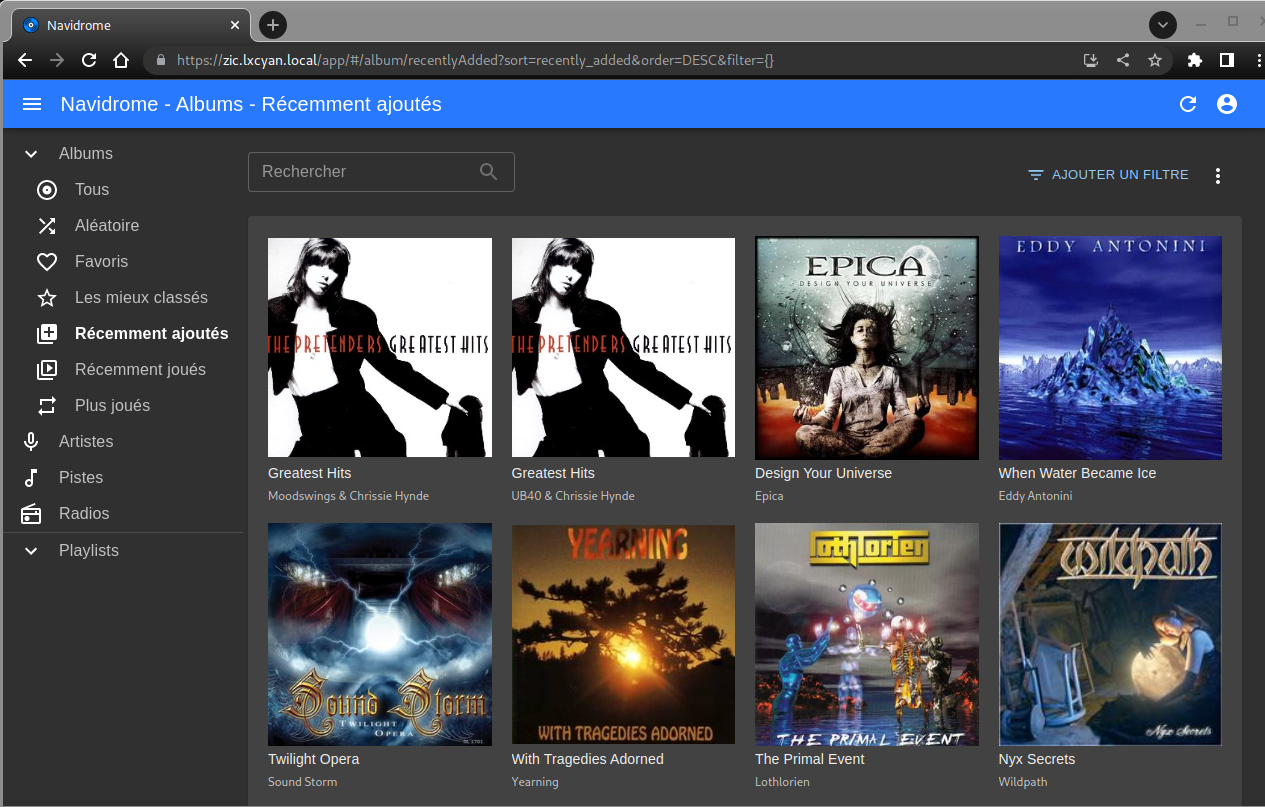 Navidrome
https://zic.lxcyan.local/app/#/album/recentlyAdded?sort=recently_added&order=DESC&filter={}
Navidrome - Albums - Récemment ajoutés
Albums
Tous
Aléatoire
Favoris
Les mieux classés
Récemment ajoutés
Récemment joués
Plus joués
Artistes
Pistes
Radios
Playlists
Rechercher
AJOUTER UN FILTRE
THE PRETENDERS GREATEST HITS
Greatest Hits
Moodswings & Chrissie Hynde
THE PRETENDERS GREATEST HITS
Greatest Hits
UB40 & Chrissie Hynde
EPICA
DESIGN YOUR UNIVERSE
Design Your Universe
Epica
EDDY ANTONINI
When Water Became Ice
Eddy Antonini
Sound Storm
TWILIGHT
OPERA
Twilight Opera
Sound Storm
YEARNING
WITH TRAGEDIES ADORNED
With Tragedies Adorned
Yearning
Lothlorien
THE PRIMAL EVENT
The Primal Event
Lothlorien
wildpath
Nyx Secrets
Nyx Secrets
Wildpath